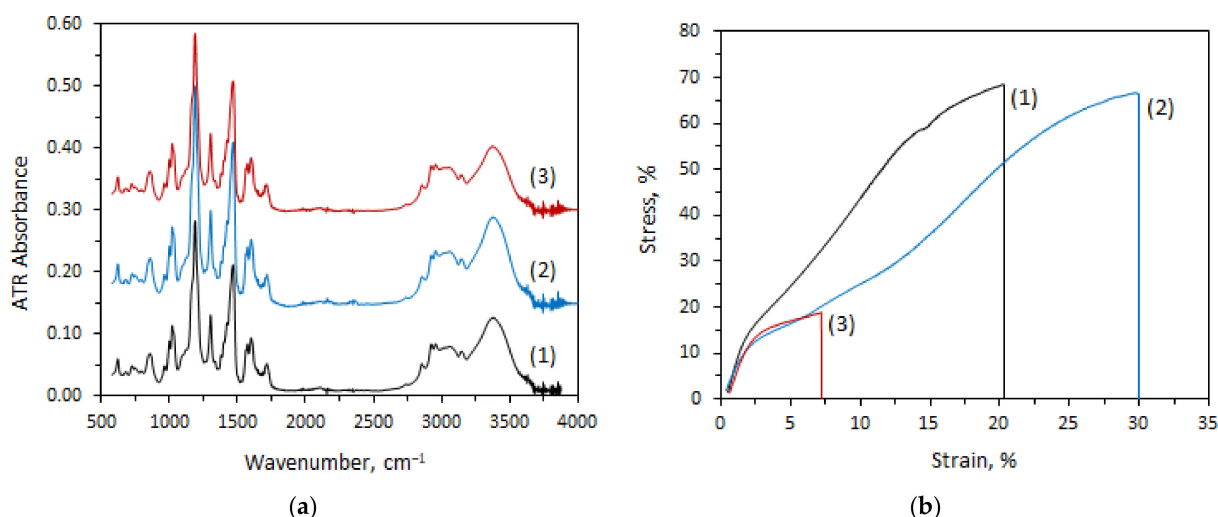 0.60
0.50
0.40
0.30
0.20
0.10
0.00
ATR Absorbance
(3)
(2)
(1)
500 1000 1500 2000 2500 3000 3500 4000
Wavenumber, cm⁻¹
(a)
80
70
60
50
40
30
20
10
0
Stress, %
(1)
(2)
(3)
0 5 10 15 20 25 30 35
Strain, %
(b)